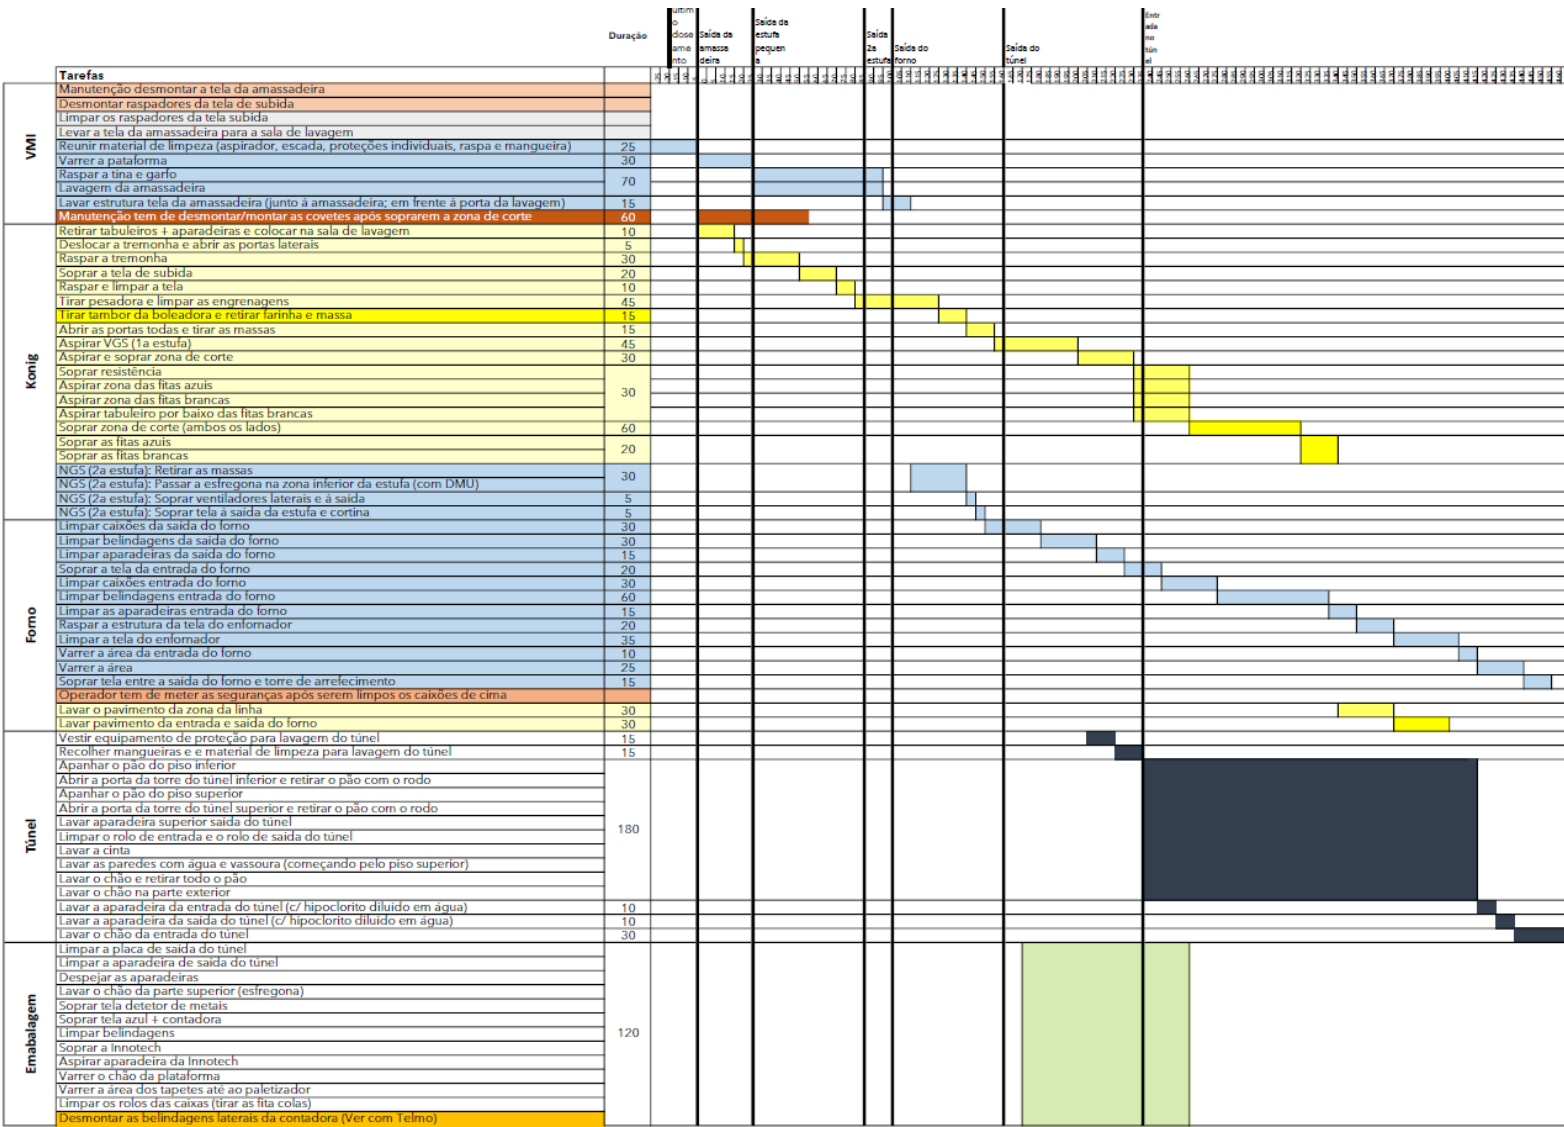 Duração
ultim
o
dose
ame
nto
Saída da
amassa
deira
Saída da
estufa
pequen
a
Saída
2a
estufa
Saída do
forno
Saída do
túnel
Entr
ada
no
tún
el
Tarefas
VMI
Manutenção desmontar a tela da amassadeira
Desmontar raspadores da tela de subida
Limpar os raspadores da tela subida
Levar a tela da amassadeira para a sala de lavagem
Reunir material de limpeza (aspirador, escada, proteções individuais, raspa e mangueira) 25
Varrer a pataforma 30
Raspar a tina e garfo
Lavagem da amassadeira
70
Lavar estrutura tela da amassadeira (junto á amassadeira; em frente á porta da lavagem) 15
Manutenção tem de desmontar/montar as covetes após soprarem a zona de corte 60
Konig
Retirar tabuleiros + aparadeiras e colocar na sala de lavagem 10
Deslocar a tremonha e abrir as portas laterais 5
Raspar a tremonha 30
Soprar a tela de subida 20
Raspar e limpar a tela 10
Tirar pesadora e limpar as engrenagens 45
Tirar tambor da boleadora e retirar farinha e massa 15
Abrir as portas todas e tirar as massas 15
Aspirar VGS (1a estufa) 45
Aspirar e soprar zona de corte 30
Soprar resistência
Aspirar zona das fitas azuis
Aspirar zona das fitas brancas
Aspirar tabuleiro por baixo das fitas brancas
30
Soprar zona de corte (ambos os lados) 60
Soprar as fitas azuis
Soprar as fitas brancas
20
NGS (2a estufa): Retirar as massas
NGS (2a estufa): Passar a esfregona na zona inferior da estufa (com DMU)
30
NGS (2a estufa): Soprar ventiladores laterais e á saída 5
NGS (2a estufa): Soprar tela á saída da estufa e cortina 5
Forno
Limpar caixões da saída do forno 30
Limpar belindagens da saída do forno 30
Limpar aparadeiras da saída do forno 15
Soprar a tela da entrada do forno 20
Limpar caixões entrada do forno 30
Limpar belindagens entrada do forno 60
Limpar as aparadeiras entrada do forno 15
Raspar a estrutura da tela do enfornador 20
Limpar a tela do enfornador 35
Varrer a área da entrada do forno 10
Varrer a área 25
Soprar tela entre a saída do forno e torre de arrefecimento 15
Operador tem de meter as seguranças após serem limpos os caixões de cima
Lavar o pavimento da zona da linha 30
Lavar pavimento da entrada e saída do forno 30
Túnel
Vestir equipamento de proteção para lavagem do túnel 15
Recolher mangueiras e e material de limpeza para lavagem do túnel 15
Apanhar o pão do piso inferior
Abrir a porta da torre do túnel inferior e retirar o pão com o rodo
Apanhar o pão do piso superior
Abrir a porta da torre do túnel superior e retirar o pão com o rodo
Lavar aparadeira superior saída do túnel
Limpar o rolo de entrada e o rolo de saída do túnel
Lavar a cinta
Lavar as paredes com água e vassoura (começando pelo piso superior)
Lavar o chão e retirar todo o pão
Lavar o chão na parte exterior
180
Lavar a aparadeira da entrada do túnel (c/ hipoclorito diluído em água) 10
Lavar a aparadeira da saída do túnel (c/ hipoclorito diluído em água) 10
Lavar o chão da entrada do túnel 30
Emabalagem
Limpar a placa de saída do túnel
Limpar a aparadeira de saída do túnel
Despejar as aparadeiras
Lavar o chão da parte superior (esfregona)
Soprar tela detetor de metais
Soprar tela azul + contadora
Limpar belindagens
Soprar a Innotech
Aspirar aparadeira da Innotech
Varrer o chão da plataforma
Varrer a área dos tapetes até ao paletizador
Limpar os rolos das caixas (tirar as fita colas)
Desmontar as belindagens laterais da contadora (Ver com Telmo)
120